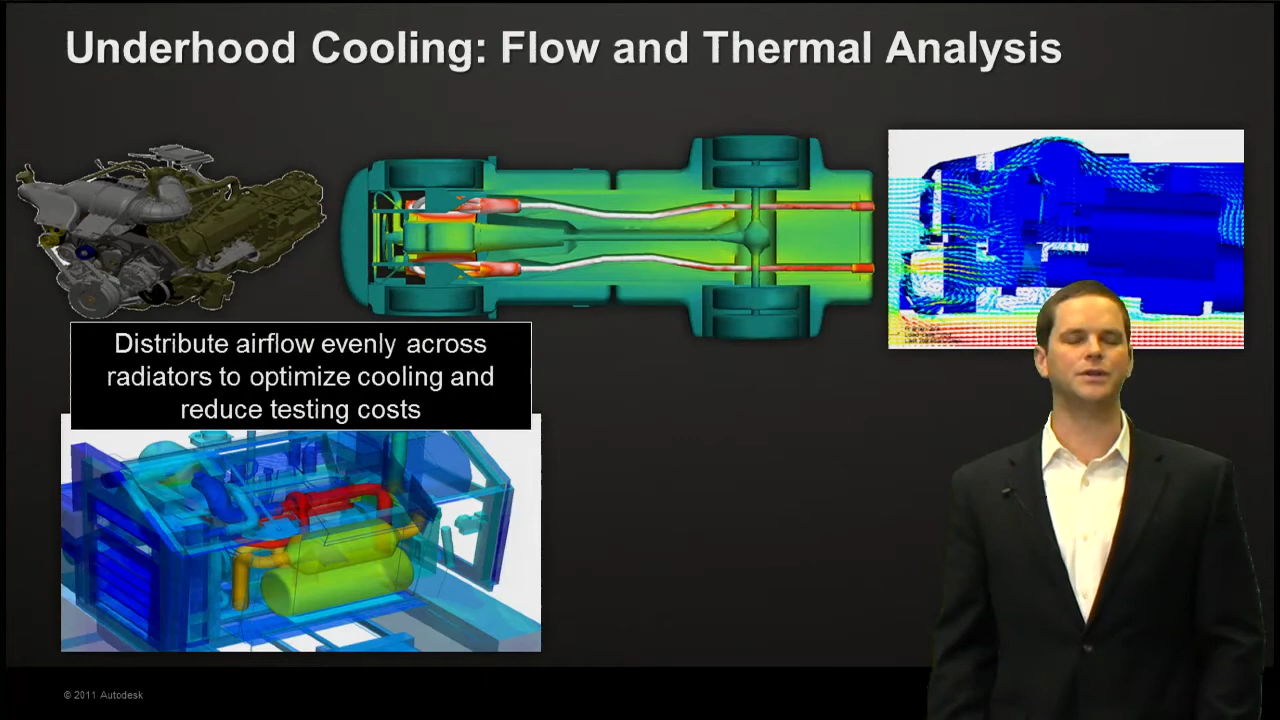 Underhood Cooling: Flow and Thermal Analysis
Distribute airflow evenly across
radiators to optimize cooling and
reduce testing costs
© 2011 Autodesk